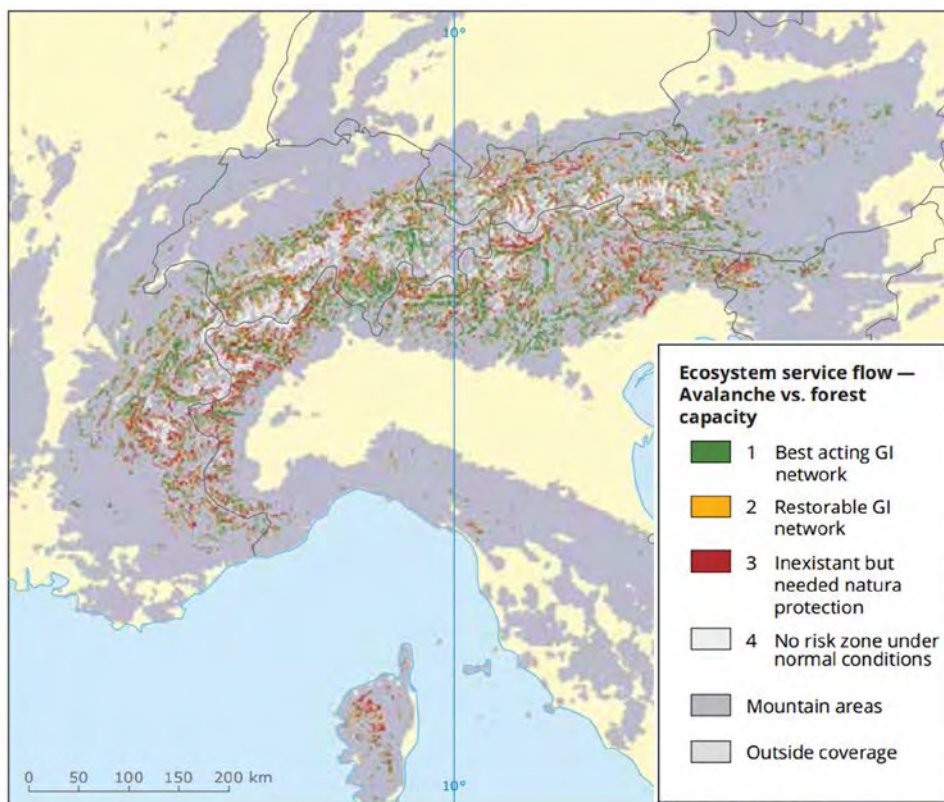 10°
Ecosystem service flow —
Avalanche vs. forest
capacity
1 Best acting GI
network
2 Restorable GI
network
3 Inexistant but
needed natura
protection
4 No risk zone under
normal conditions
Mountain areas
Outside coverage
0 50 100 150 200 km
10°